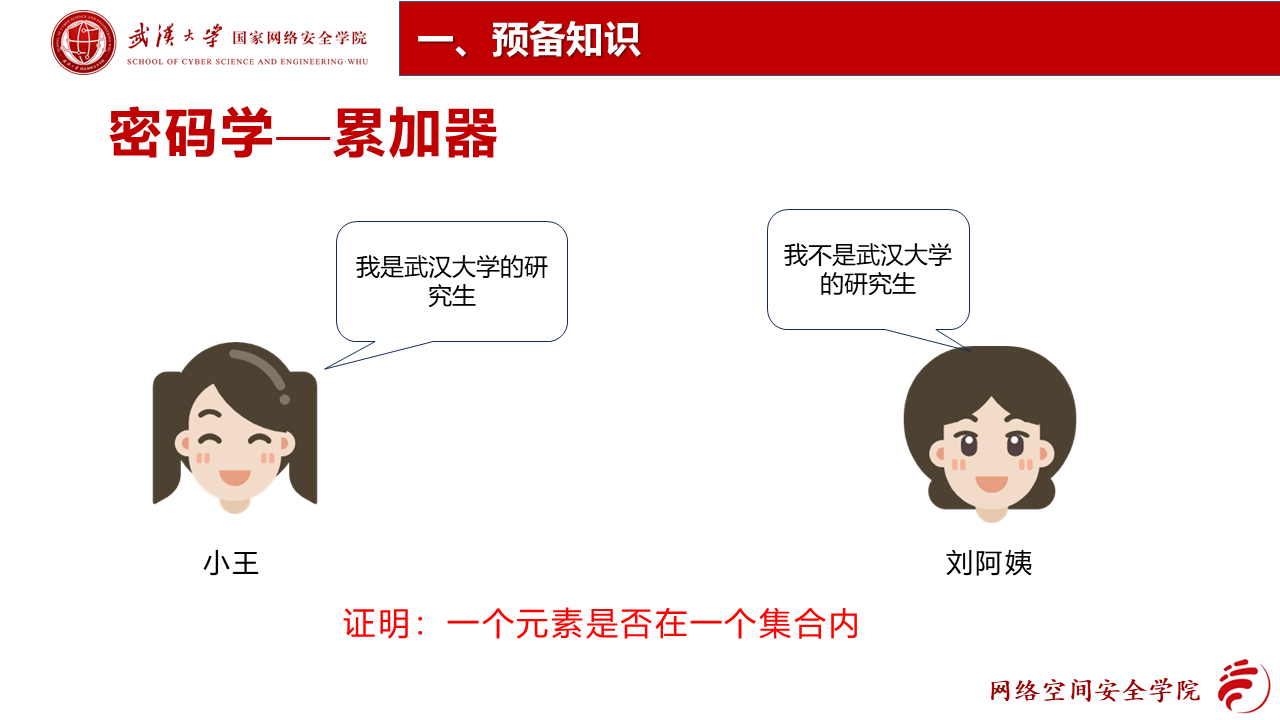 武汉大学 国家网络安全学院
SCHOOL OF CYBER SCIENCE AND ENGINEERING·WHU
一、预备知识
密码学—累加器
我是武汉大学的研
究生
我不是武汉大学
的研究生
小王
刘阿姨
证明：一个元素是否在一个集合内
网络空间安全学院